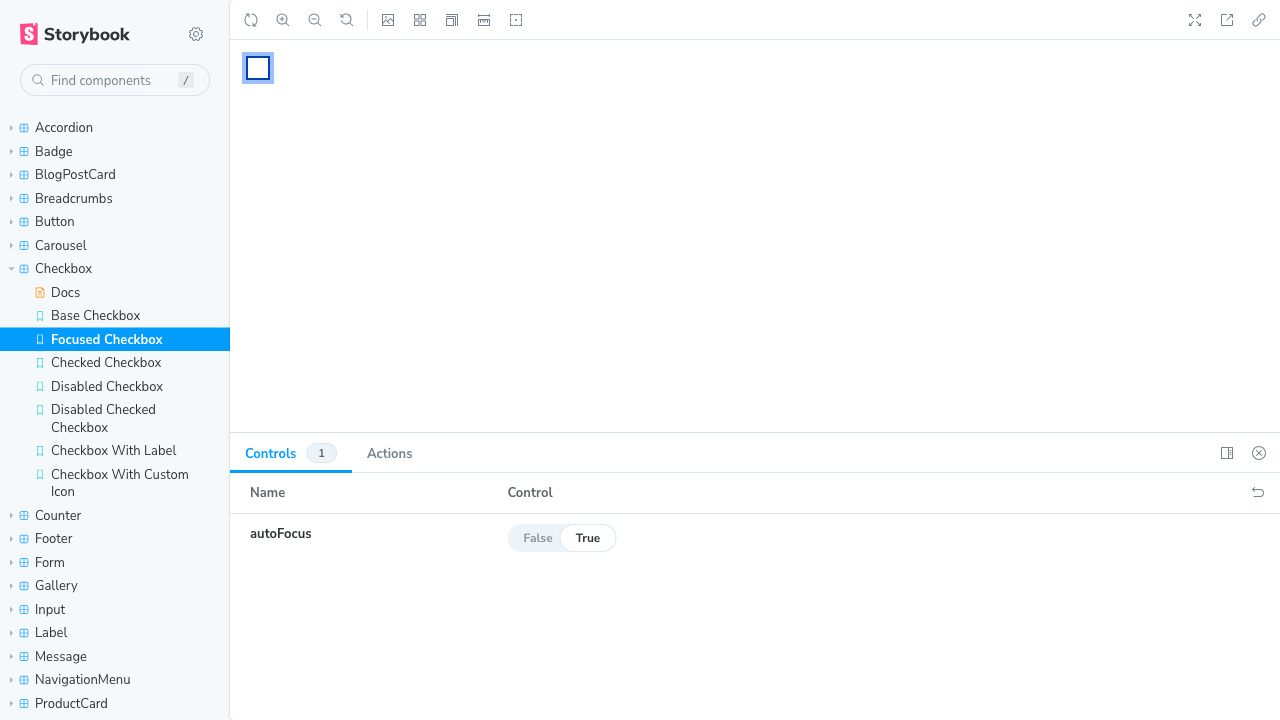 Storybook
Find components
/
Accordion
Badge
BlogPostCard
Breadcrumbs
Button
Carousel
Checkbox
Docs
Base Checkbox
Focused Checkbox
Checked Checkbox
Disabled Checkbox
Disabled Checked
Checkbox
Checkbox With Label
Checkbox With Custom
Icon
Counter
Footer
Form
Gallery
Input
Label
Message
NavigationMenu
ProductCard
Controls 1 Actions
Name Control
autoFocus False True